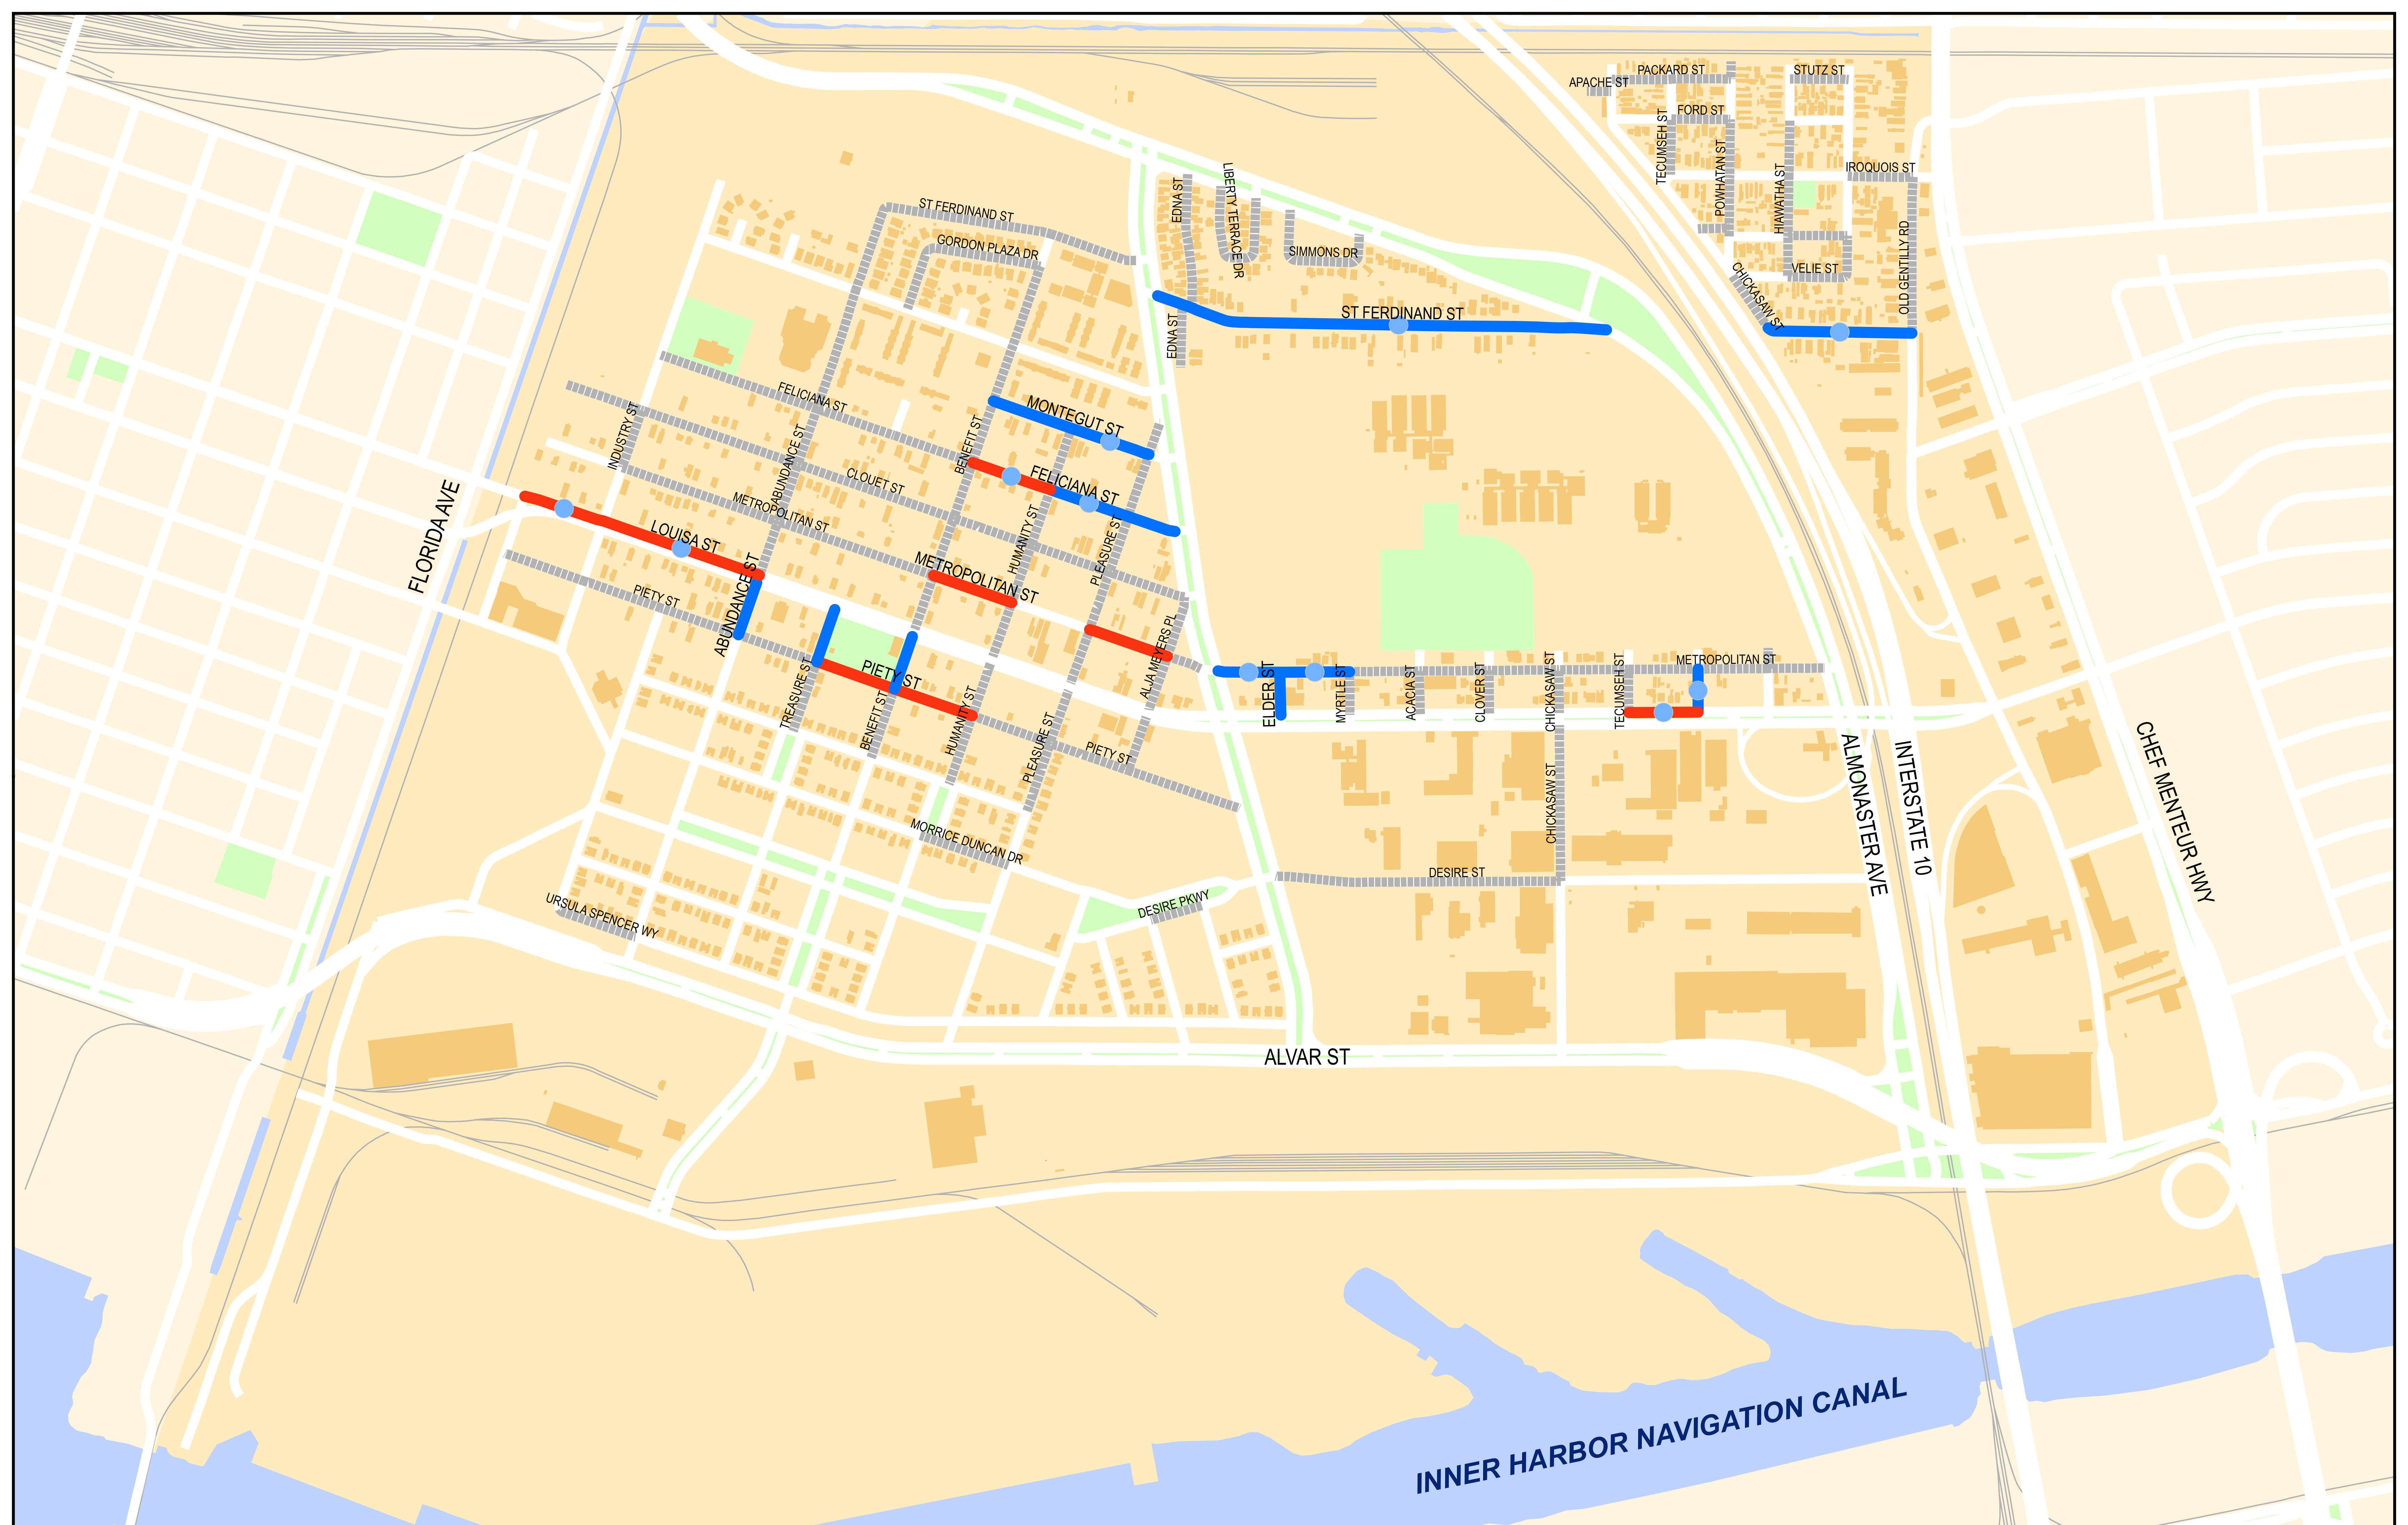 PACKARD ST
STUTZ ST
APACHE ST
FORD ST
TECUMSEH ST
POWHATAN ST
HIAWATHA ST
IROQUOIS ST
OLD GENTILLY RD
VELIE ST
CHICKASAW ST
EDNA ST
LIBERTY TERRACE DR
SIMMONS DR
ST FERDINAND ST
GORDON PLAZA DR
ST FERDINAND ST
EDNA ST
FELICIANA ST
MONTEGUT ST
INDUSTRY ST
ABUNDANCE ST
BENEFIT ST
CLOUET ST
FELICIANA ST
METROPOLITAN ST
FLORIDA AVE
LOUISA ST
HUMANITY ST
PLEASURE ST
METROPOLITAN ST
PIETY ST
ABUNDANCE ST
PIETY ST
TREASURE ST
BENEFIT ST
HUMANITY ST
PLEASURE ST
ALJA MEYERS PL
PIETY ST
ELDER ST
MYRTLE ST
ACACIA ST
CLOVER ST
CHICKASAW ST
TECUMSEH ST
METROPOLITAN ST
CHICKASAW ST
ALMONASTER AVE
INTERSTATE 10
CHEF MENTEUR HWY
MORRICE DUNCAN DR
DESIRE ST
DESIRE PKWY
URSULA SPENCER WY
ALVAR ST
INNER HARBOR NAVIGATION CANAL